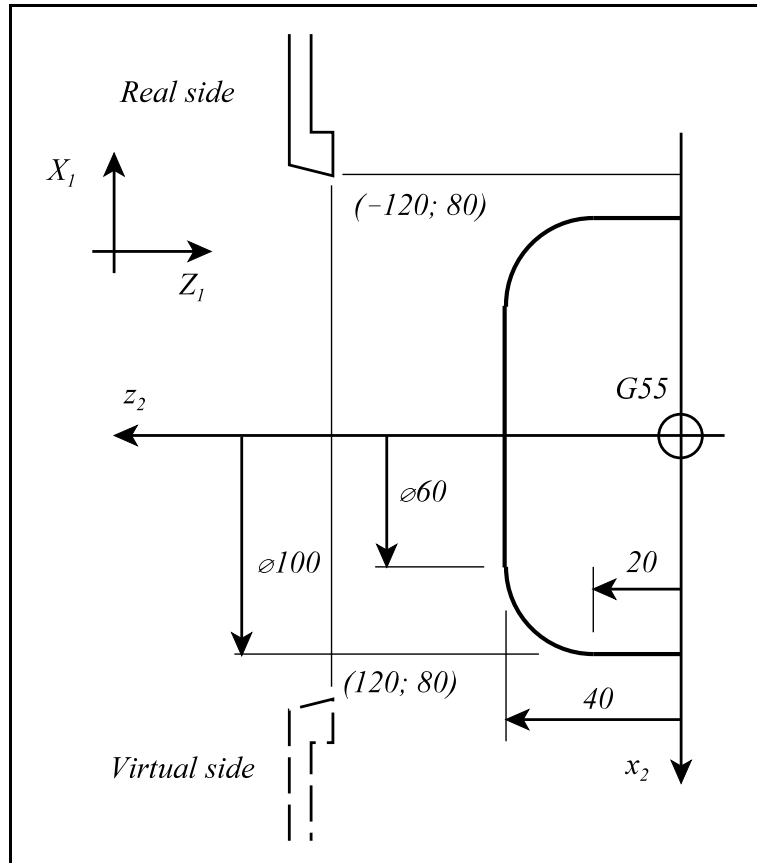 Real side
X₁
(−120; 80)
Z₁
G55
z₂
⌀60
⌀100
20
(120; 80)
40
Virtual side
x₂